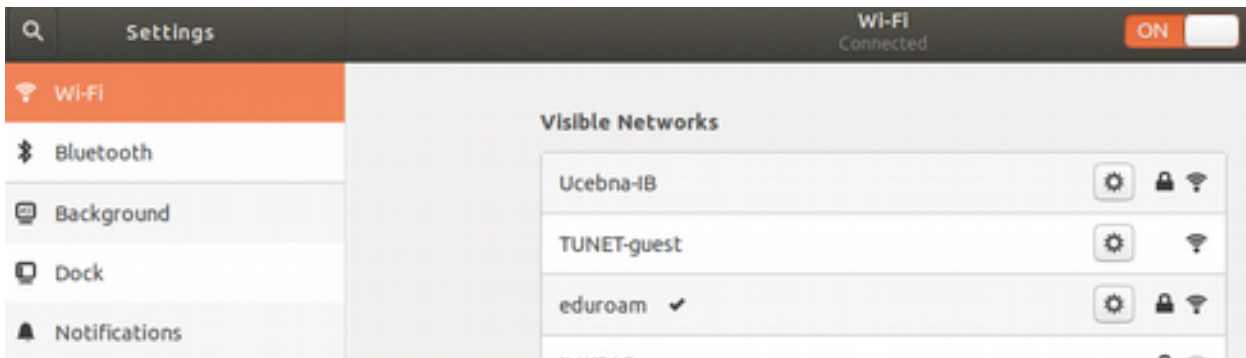 Settings
Wi-Fi
Connected
ON
Wi-Fi
Bluetooth
Background
Dock
Notifications
Visible Networks
Ucebna-IB
TUNET-guest
eduroam